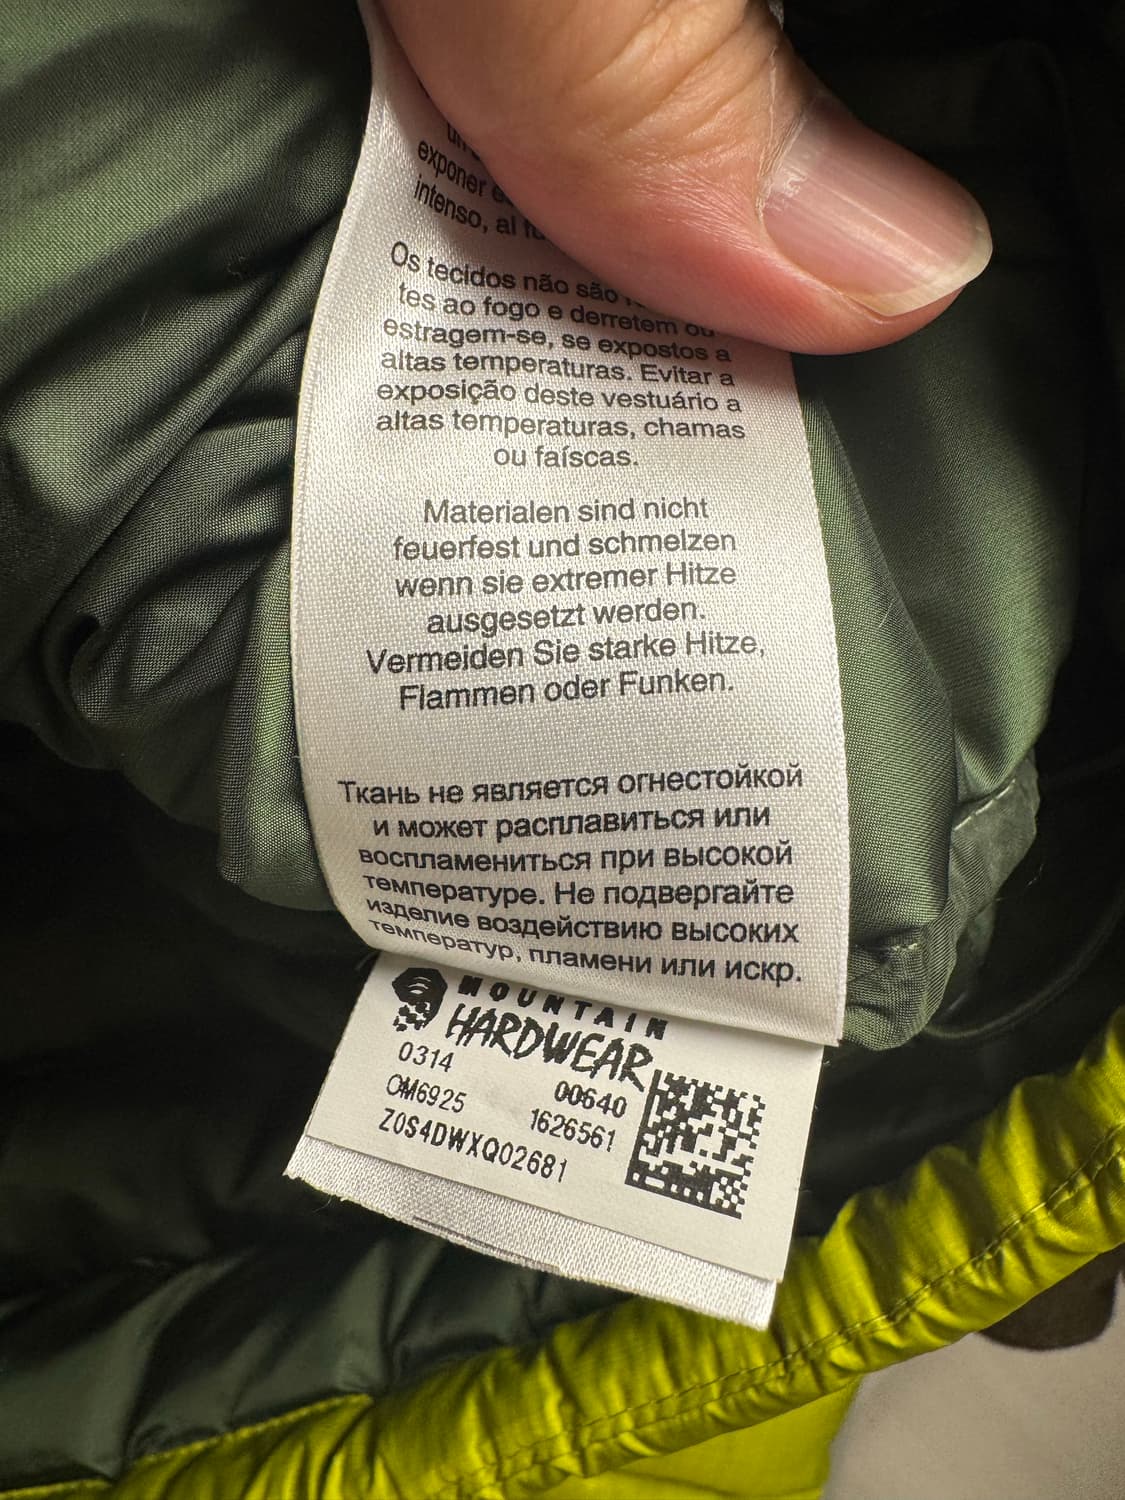 exponer
intenso, al
Os tecidos não são
tes ao fogo e derretem ou
estragem-se, se expostos a
altas temperaturas. Evitar a
exposição deste vestuário a
altas temperaturas, chamas
ou faíscas.
Materialen sind nicht
feuerfest und schmelzen
wenn sie extremer Hitze
ausgesetzt werden.
Vermeiden Sie starke Hitze,
Flammen oder Funken.
Ткань не является огнестойкой
и может расплавиться или
воспламениться при высокой
температуре. Не подвергайте
изделие воздействию высоких
температур, пламени или искр.
MOUNTAIN
HARDWEAR
0314 00640
OM6925 1626561
Z0S4DWXQ02681